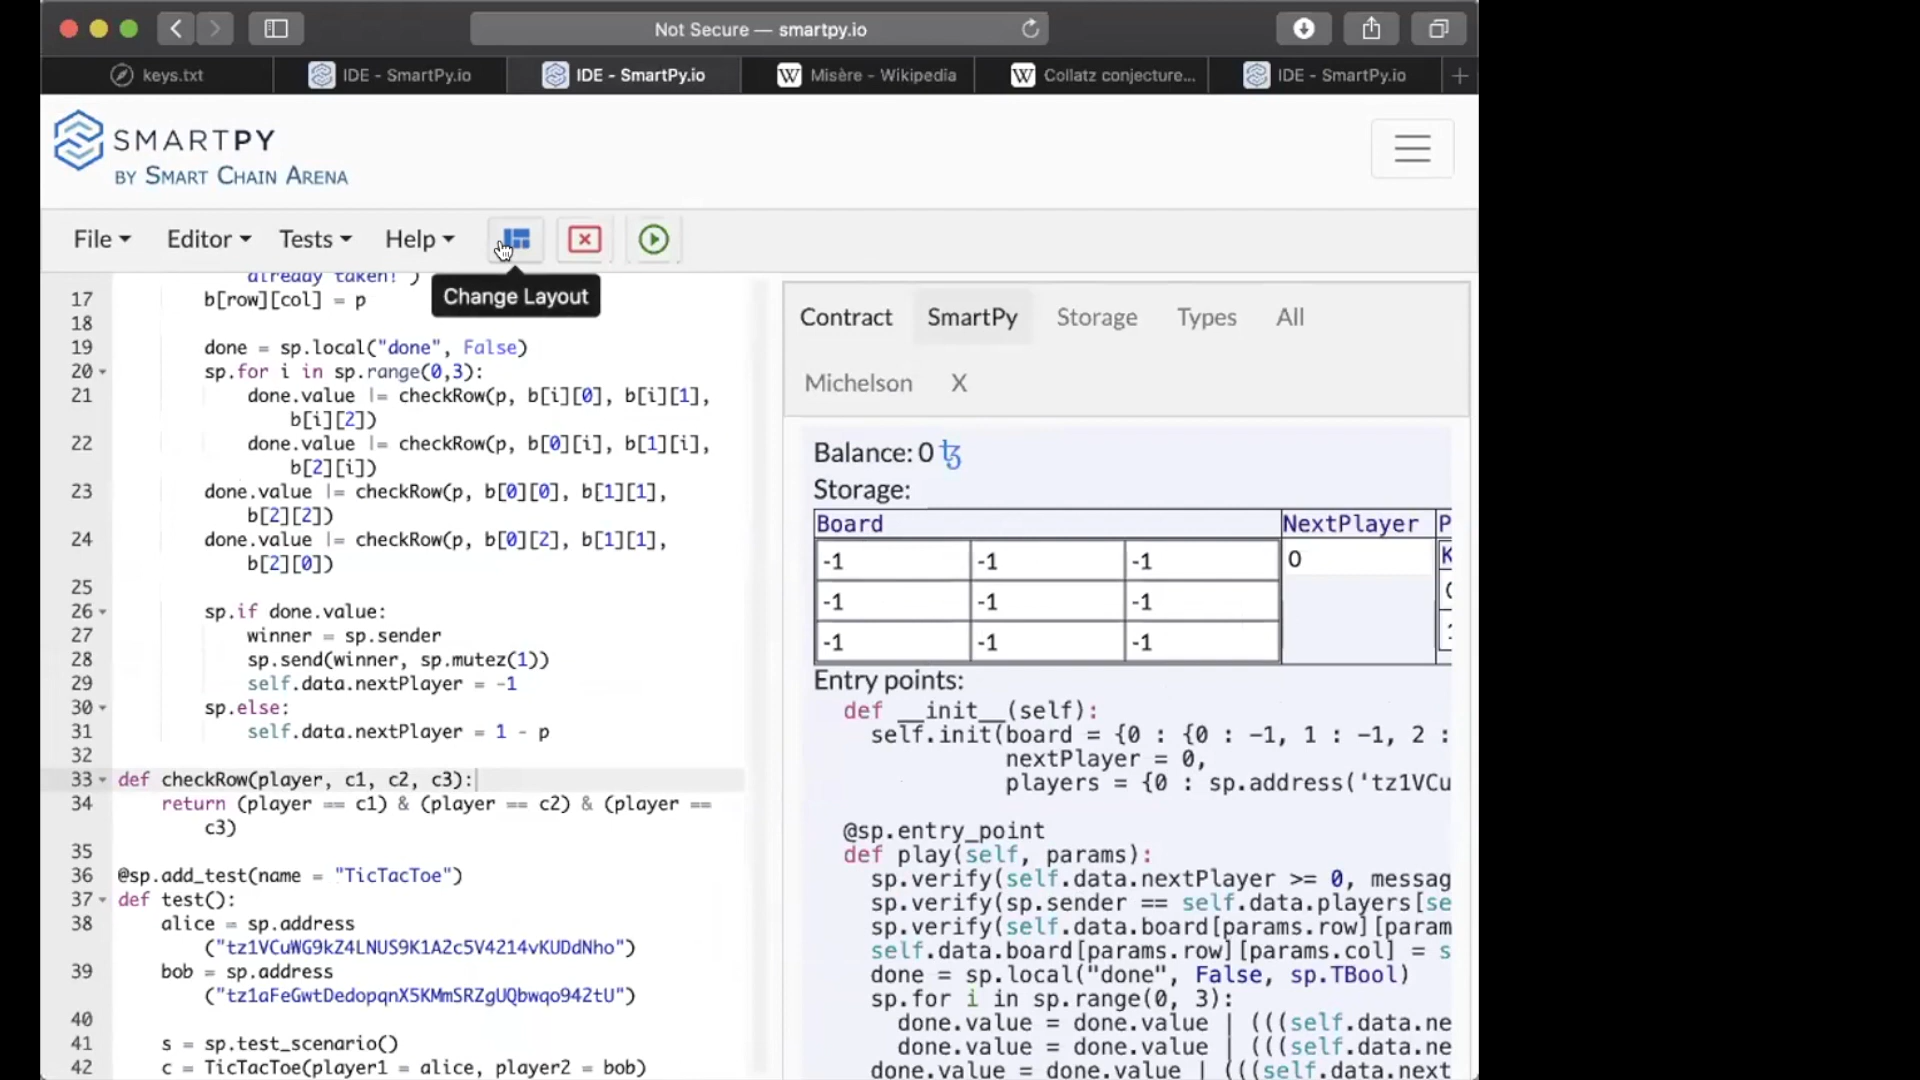 Not Secure — smartpy.io
keys.txt
IDE - SmartPy.io
IDE - SmartPy.io
Misère - Wikipedia
Collatz conjecture...
IDE - SmartPy.io
SMARTPY
BY SMART CHAIN ARENA
File
Editor
Tests
Help
Change Layout
already taken!")
17 b[row][col] = p
18
19 done = sp.local("done", False)
20 sp.for i in sp.range(0,3):
21 done.value |= checkRow(p, b[i][0], b[i][1],
b[i][2])
22 done.value |= checkRow(p, b[0][i], b[1][i],
b[2][i])
23 done.value |= checkRow(p, b[0][0], b[1][1],
b[2][2])
24 done.value |= checkRow(p, b[0][2], b[1][1],
b[2][0])
25
26 sp.if done.value:
27 winner = sp.sender
28 sp.send(winner, sp.mutez(1))
29 self.data.nextPlayer = -1
30 sp.else:
31 self.data.nextPlayer = 1 - p
32
33 def checkRow(player, c1, c2, c3):
34 return (player == c1) & (player == c2) & (player ==
c3)
35
36 @sp.add_test(name = "TicTacToe")
37 def test():
38 alice = sp.address
("tz1VCuWG9kZ4LNUS9K1A2c5V4214vKUDdNho")
39 bob = sp.address
("tz1aFeGwtDedopqnX5KMmSRZgUQbwqo942tU")
40
41 s = sp.test_scenario()
42 c = TicTacToe(player1 = alice, player2 = bob)
Contract SmartPy Storage Types All
Michelson X
Balance: 0 ꜩ
Storage:
Board NextPlayer P
-1 -1 -1 0 K
-1 -1 -1
-1 -1 -1
Entry points:
def __init__(self):
self.init(board = {0 : {0 : -1, 1 : -1, 2 :
nextPlayer = 0,
players = {0 : sp.address('tz1VCu
@sp.entry_point
def play(self, params):
sp.verify(self.data.nextPlayer >= 0, messag
sp.verify(sp.sender == self.data.players[se
sp.verify(self.data.board[params.row][param
self.data.board[params.row][params.col] = s
done = sp.local("done", False, sp.TBool)
sp.for i in sp.range(0, 3):
done.value = done.value | (((self.data.ne
done.value = done.value | (((self.data.ne
done.value = done.value | (((self.data.next